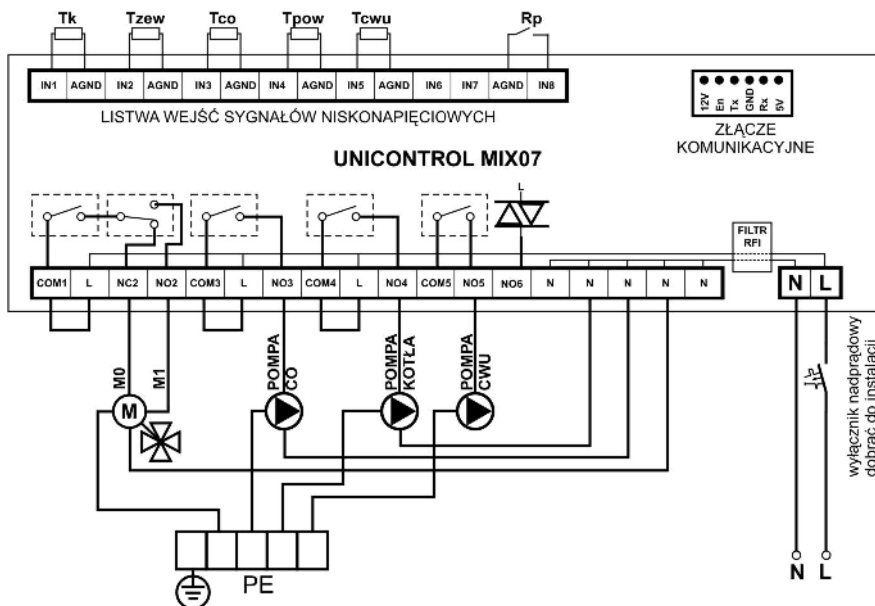 Tk Tzew Tco Tpow Tcwu Rp
IN1 AGND IN2 AGND IN3 AGND IN4 AGND IN5 AGND IN6 IN7 AGND IN8
LISTWA WEJŚĆ SYGNAŁÓW NISKONAPIĘCIOWYCH
12V En Tx GND Rx 5V
ZŁĄCZE
KOMUNIKACYJNE
UNICONTROL MIX07
L
FILTR
RFI
COM1 L NC2 NO2 COM3 L NO3 COM4 L NO4 COM5 NO5 NO6 N N N N N
N L
M0
M1
POMPA
CO
POMPA
KOTŁA
POMPA
CWU
M
wyłącznik nadprądowy
dobrać do instalacji
PE
N L